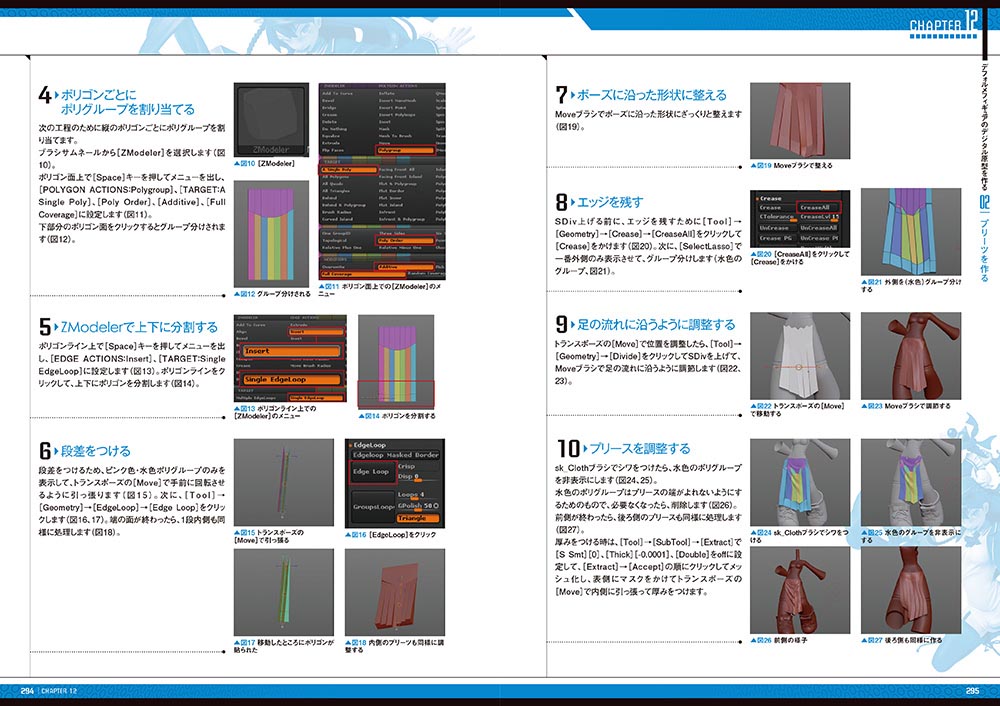 CHAPTER 12
デフォルメフィギュアのデジタル原型を作る 02 プリーツを作る
4 ポリゴンごとに
ポリグループを割り当てる
次の工程のために縦のポリゴンごとにポリグループを割
り当てます。
ブラシサムネールから[ZModeler]を選択します(図
10)。
ポリゴン面上で[Space]キーを押してメニューを出し、
[POLYGON ACTIONS:Polygroup]、[TARGET:A
Single Poly]、[Poly Order]、[Additive]、[Full
Coverage]に設定します(図11)。
下部分のポリゴン面をクリックするとグループ分けされま
す(図12)。
▲図10 [ZModeler]
▲図12 グループ分けされる
▲図11 ポリゴン面上での[ZModeler]のメ
ニュー
5 ZModelerで上下に分割する
ポリゴンライン上で[Space]キーを押してメニューを出
し、[EDGE ACTIONS:Insert]、[TARGET:Single
EdgeLoop]に設定します(図13)。ポリゴンラインをク
リックして、上下にポリゴンを分割します(図14)。
Insert
Single EdgeLoop
▲図13 ポリゴンライン上での
[ZModeler]のメニュー
▲図14 ポリゴンを分割する
6 段差をつける
段差をつけるため、ピンク色・水色ポリグループのみを
表示して、トランスポーズの[Move]で手前に回転させ
るように引っ張ります(図15)。次に、[Tool]→
[Geometry]→[EdgeLoop]→[Edge Loop]をクリッ
クします(図16、17)。端の面が終わったら、1段内側も同
様に処理します(図18)。
▲図15 トランスポーズの
[Move]で引っ張る
EdgeLoop
Edgeloop Masked Border
Edge Loop
Crisp
Disp 0
GroupsLoop
Loops 4
GPolish 50
Triangle
▲図16 [EdgeLoop]をクリック
▲図17 移動したところにポリゴンが
貼られた
▲図18 内側のプリーツも同様に調
整する
294 CHAPTER 12
7 ポーズに沿った形状に整える
Moveブラシでポーズに沿った形状にざっくりと整えます
(図19)。
▲図19 Moveブラシで整える
8 エッジを残す
SDiv上げる前に、エッジを残すために[Tool]→
[Geometry]→[Crease]→[CreaseAll]をクリックして
[Crease]をかけます(図20)。次に、[SelectLasso]で
一番外側のみ表示させて、グループ分けします(水色の
グループ、図21)。
Crease
Crease CreaseAll
CTolerance CreaseLvl 15
UnCrease UnCreaseAll
Crease PG UnCrease PG
▲図20 [CreaseAll]をクリックして
[Crease]をかける
▲図21 外側を(水色)グループ分け
する
9 足の流れに沿うように調整する
トランスポーズの[Move]で位置を調整したら、[Tool]→
[Geometry]→[Divide]をクリックしてSDivを上げて、
Moveブラシで足の流れに沿うように調節します(図22、
23)。
▲図22 トランスポーズの[Move]
で移動する
▲図23 Moveブラシで調節する
10 プリースを調整する
sk_Clothブラシでシワをつけたら、水色のポリグループ
を非表示にします(図24、25)。
水色のポリグループはプリースの端がよれないようにす
るためのもので、必要なくなったら、削除します(図26)。
前側が終わったら、後ろ側のプリースも同様に処理します
(図27)。
厚みをつける時は、[Tool]→[SubTool]→[Extract]で
[S Smt][0]、[Thick][-0.0001]、[Double]をoffに設
定して、[Extract]→[Accept]の順にクリックしてメッ
シュ化し、表側にマスクをかけてトランスポーズの
[Move]で内側に引っ張って厚みをつけます。
▲図24 sk_Clothブラシでシワをつ
ける
▲図25 水色のグループを非表示に
する
▲図26 前側の様子
▲図27 後ろ側も同様に作る
295